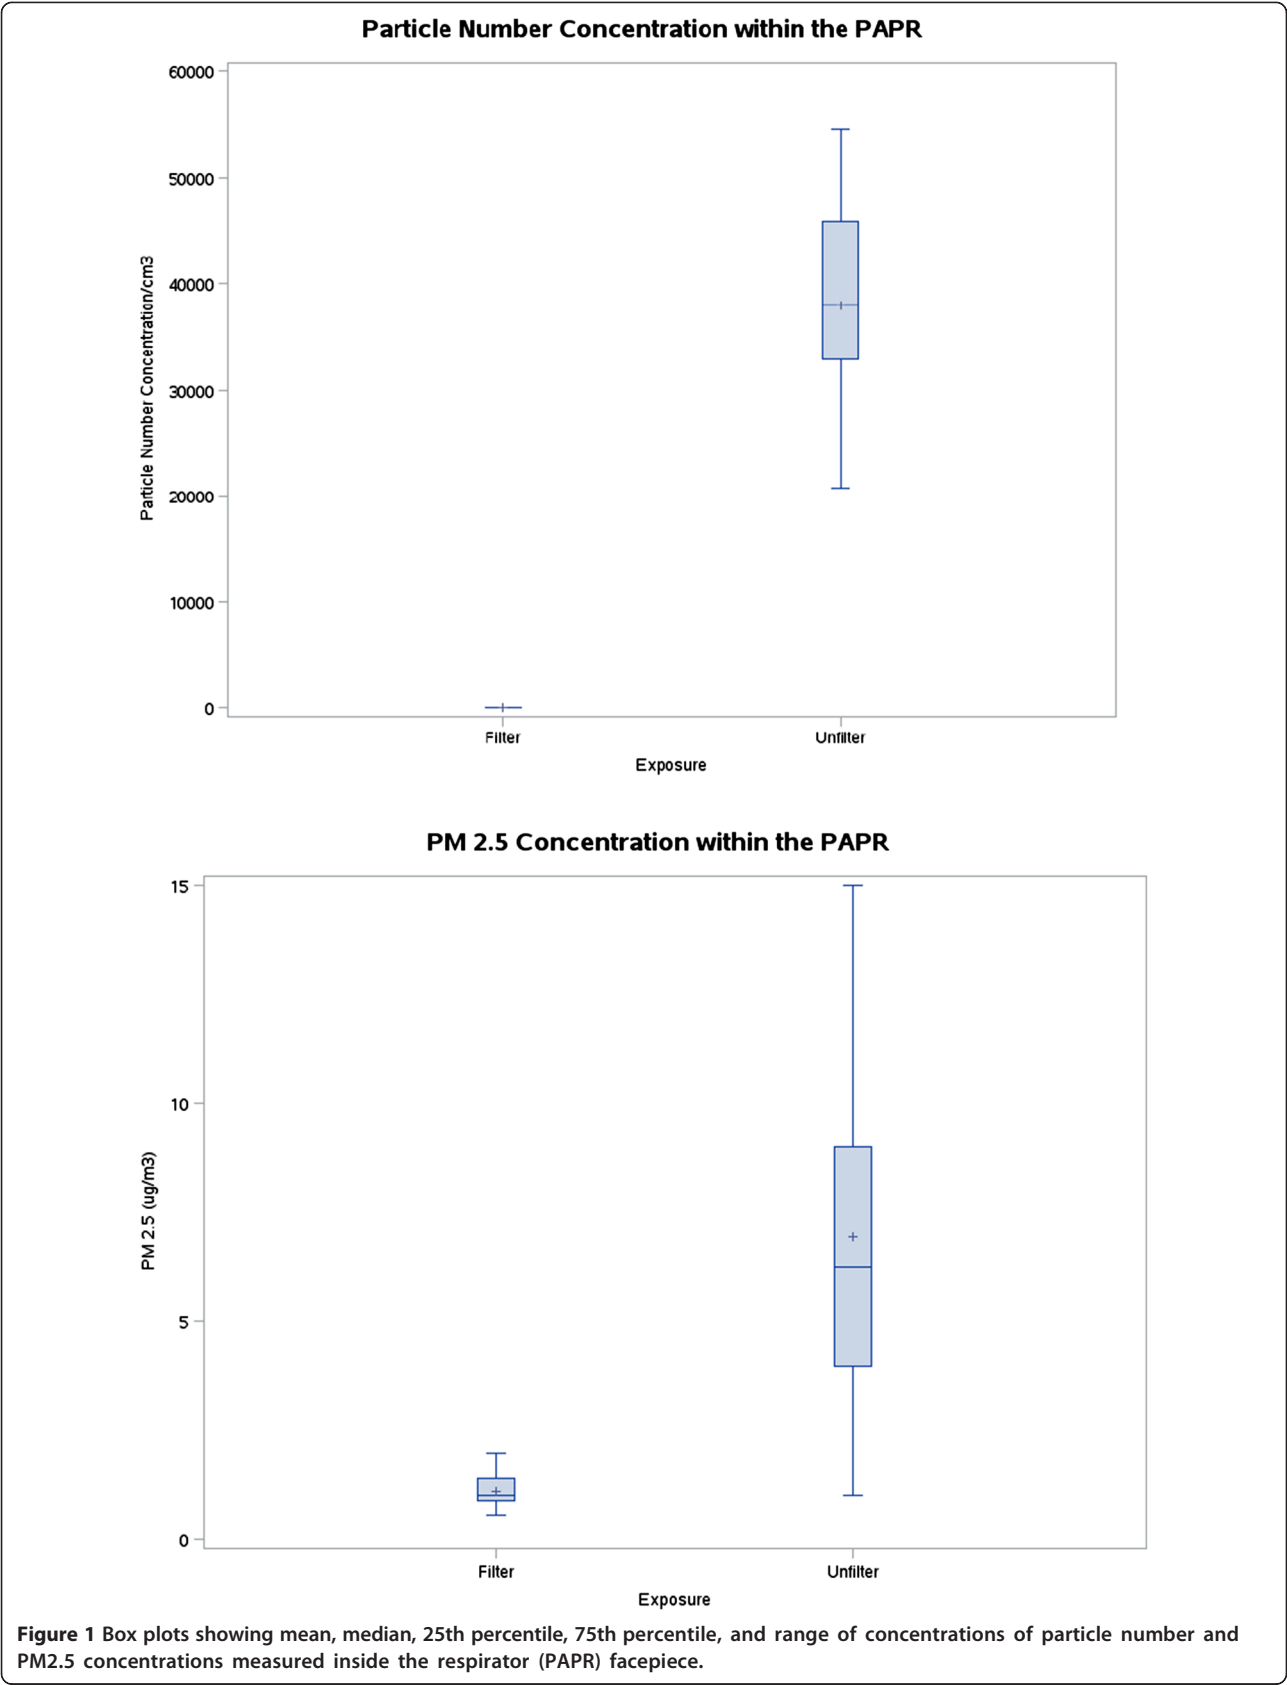 Particle Number Concentration within the PAPR
60000
50000
40000
30000
20000
10000
0
Particle Number Concentration/cm3
Filter
Unfilter
Exposure
PM 2.5 Concentration within the PAPR
15
10
5
0
PM 2.5 (ug/m3)
Filter
Unfilter
Exposure
Figure 1 Box plots showing mean, median, 25th percentile, 75th percentile, and range of concentrations of particle number and
PM2.5 concentrations measured inside the respirator (PAPR) facepiece.